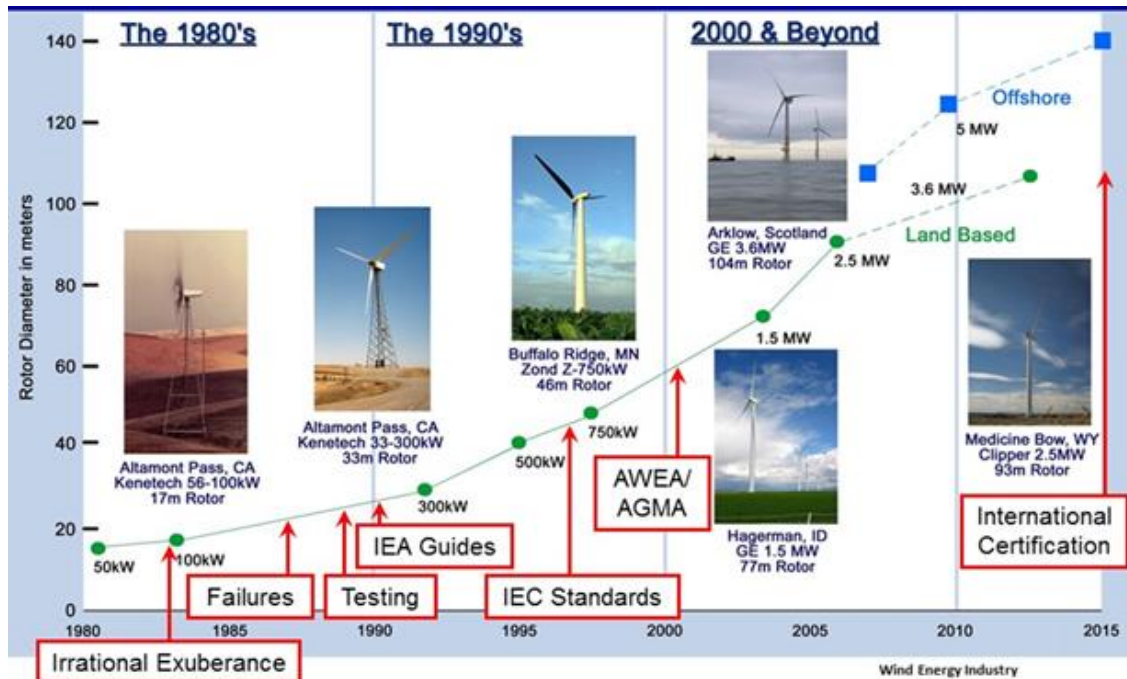 The 1980's
The 1990's
2000 & Beyond
Rotor Diameter in meters
140
120
100
80
60
40
20
0
1980
1985
1990
1995
2000
2005
2010
2015
50kW
100kW
300kW
500kW
750kW
1.5 MW
2.5 MW
3.6 MW
5 MW
Offshore
Land Based
Altamont Pass, CA
Kenetech 56-100kW
17m Rotor
Altamont Pass, CA
Kenetech 33-300kW
33m Rotor
Buffalo Ridge, MN
Zond Z-750kW
46m Rotor
Arklow, Scotland
GE 3.6MW
104m Rotor
Hagerman, ID
GE 1.5 MW
77m Rotor
Medicine Bow, WY
Clipper 2.5MW
93m Rotor
Irrational Exuberance
Failures
Testing
IEA Guides
IEC Standards
AWEA/
AGMA
International
Certification
Wind Energy Industry